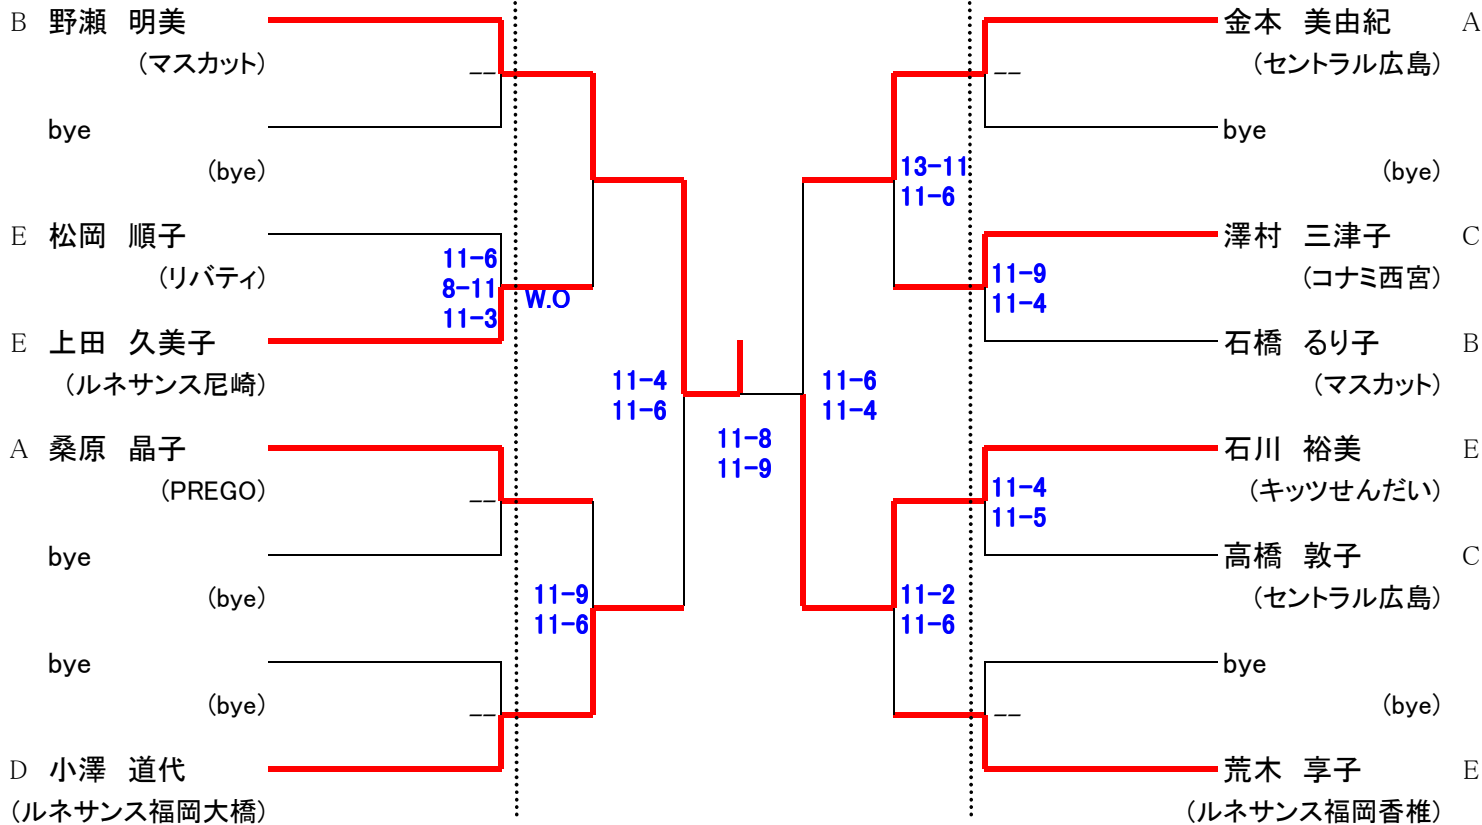 B 野瀬 明美
(マスカット)
--
bye
(bye)
E 松岡 順子
(リバティ)
11-6
8-11
11-3
W.O
E 上田 久美子
(ルネサンス尼崎)
11-4
11-6
A 桑原 晶子
(PREGO)
--
bye
(bye)
11-9
11-6
bye
(bye)
--
D 小澤 道代
(ルネサンス福岡大橋)
11-8
11-9
金本 美由紀 A
(セントラル広島)
--
bye
(bye)
13-11
11-6
澤村 三津子 C
(コナミ西宮)
11-9
11-4
石橋 るり子 B
(マスカット)
11-6
11-4
石川 裕美 E
(キッツせんだい)
11-4
11-5
高橋 敦子 C
(セントラル広島)
11-2
11-6
bye
(bye)
--
荒木 享子 E
(ルネサンス福岡香椎)